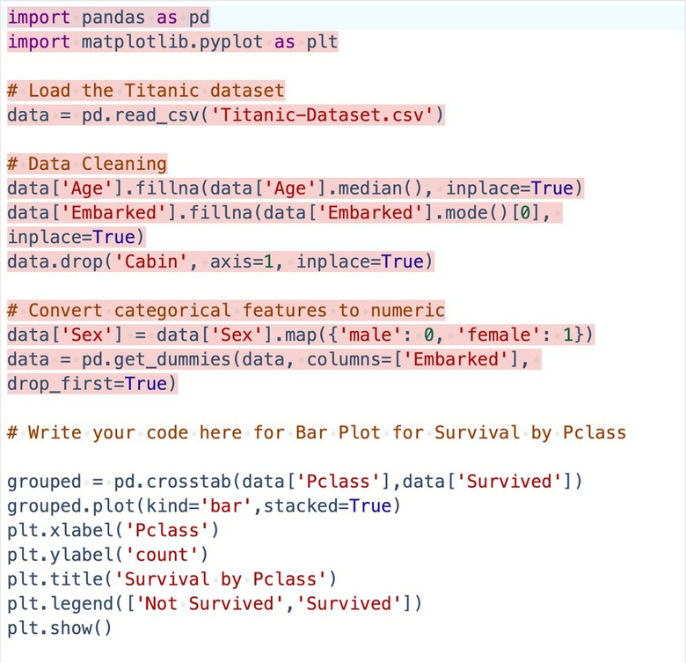 import pandas as pd
import matplotlib.pyplot as plt
# Load the Titanic dataset
data = pd.read_csv('Titanic-Dataset.csv')
# Data Cleaning
data['Age'].fillna(data['Age'].median(), inplace=True)
data['Embarked'].fillna(data['Embarked'].mode()[0],
inplace=True)
data.drop('Cabin', axis=1, inplace=True)
# Convert categorical features to numeric
data['Sex'] = data['Sex'].map({'male': 0, 'female': 1})
data = pd.get_dummies(data, columns=['Embarked'],
drop_first=True)
# Write your code here for Bar Plot for Survival by Pclass
grouped = pd.crosstab(data['Pclass'],data['Survived'])
grouped.plot(kind='bar',stacked=True)
plt.xlabel('Pclass')
plt.ylabel('count')
plt.title('Survival by Pclass')
plt.legend(['Not Survived','Survived'])
plt.show()